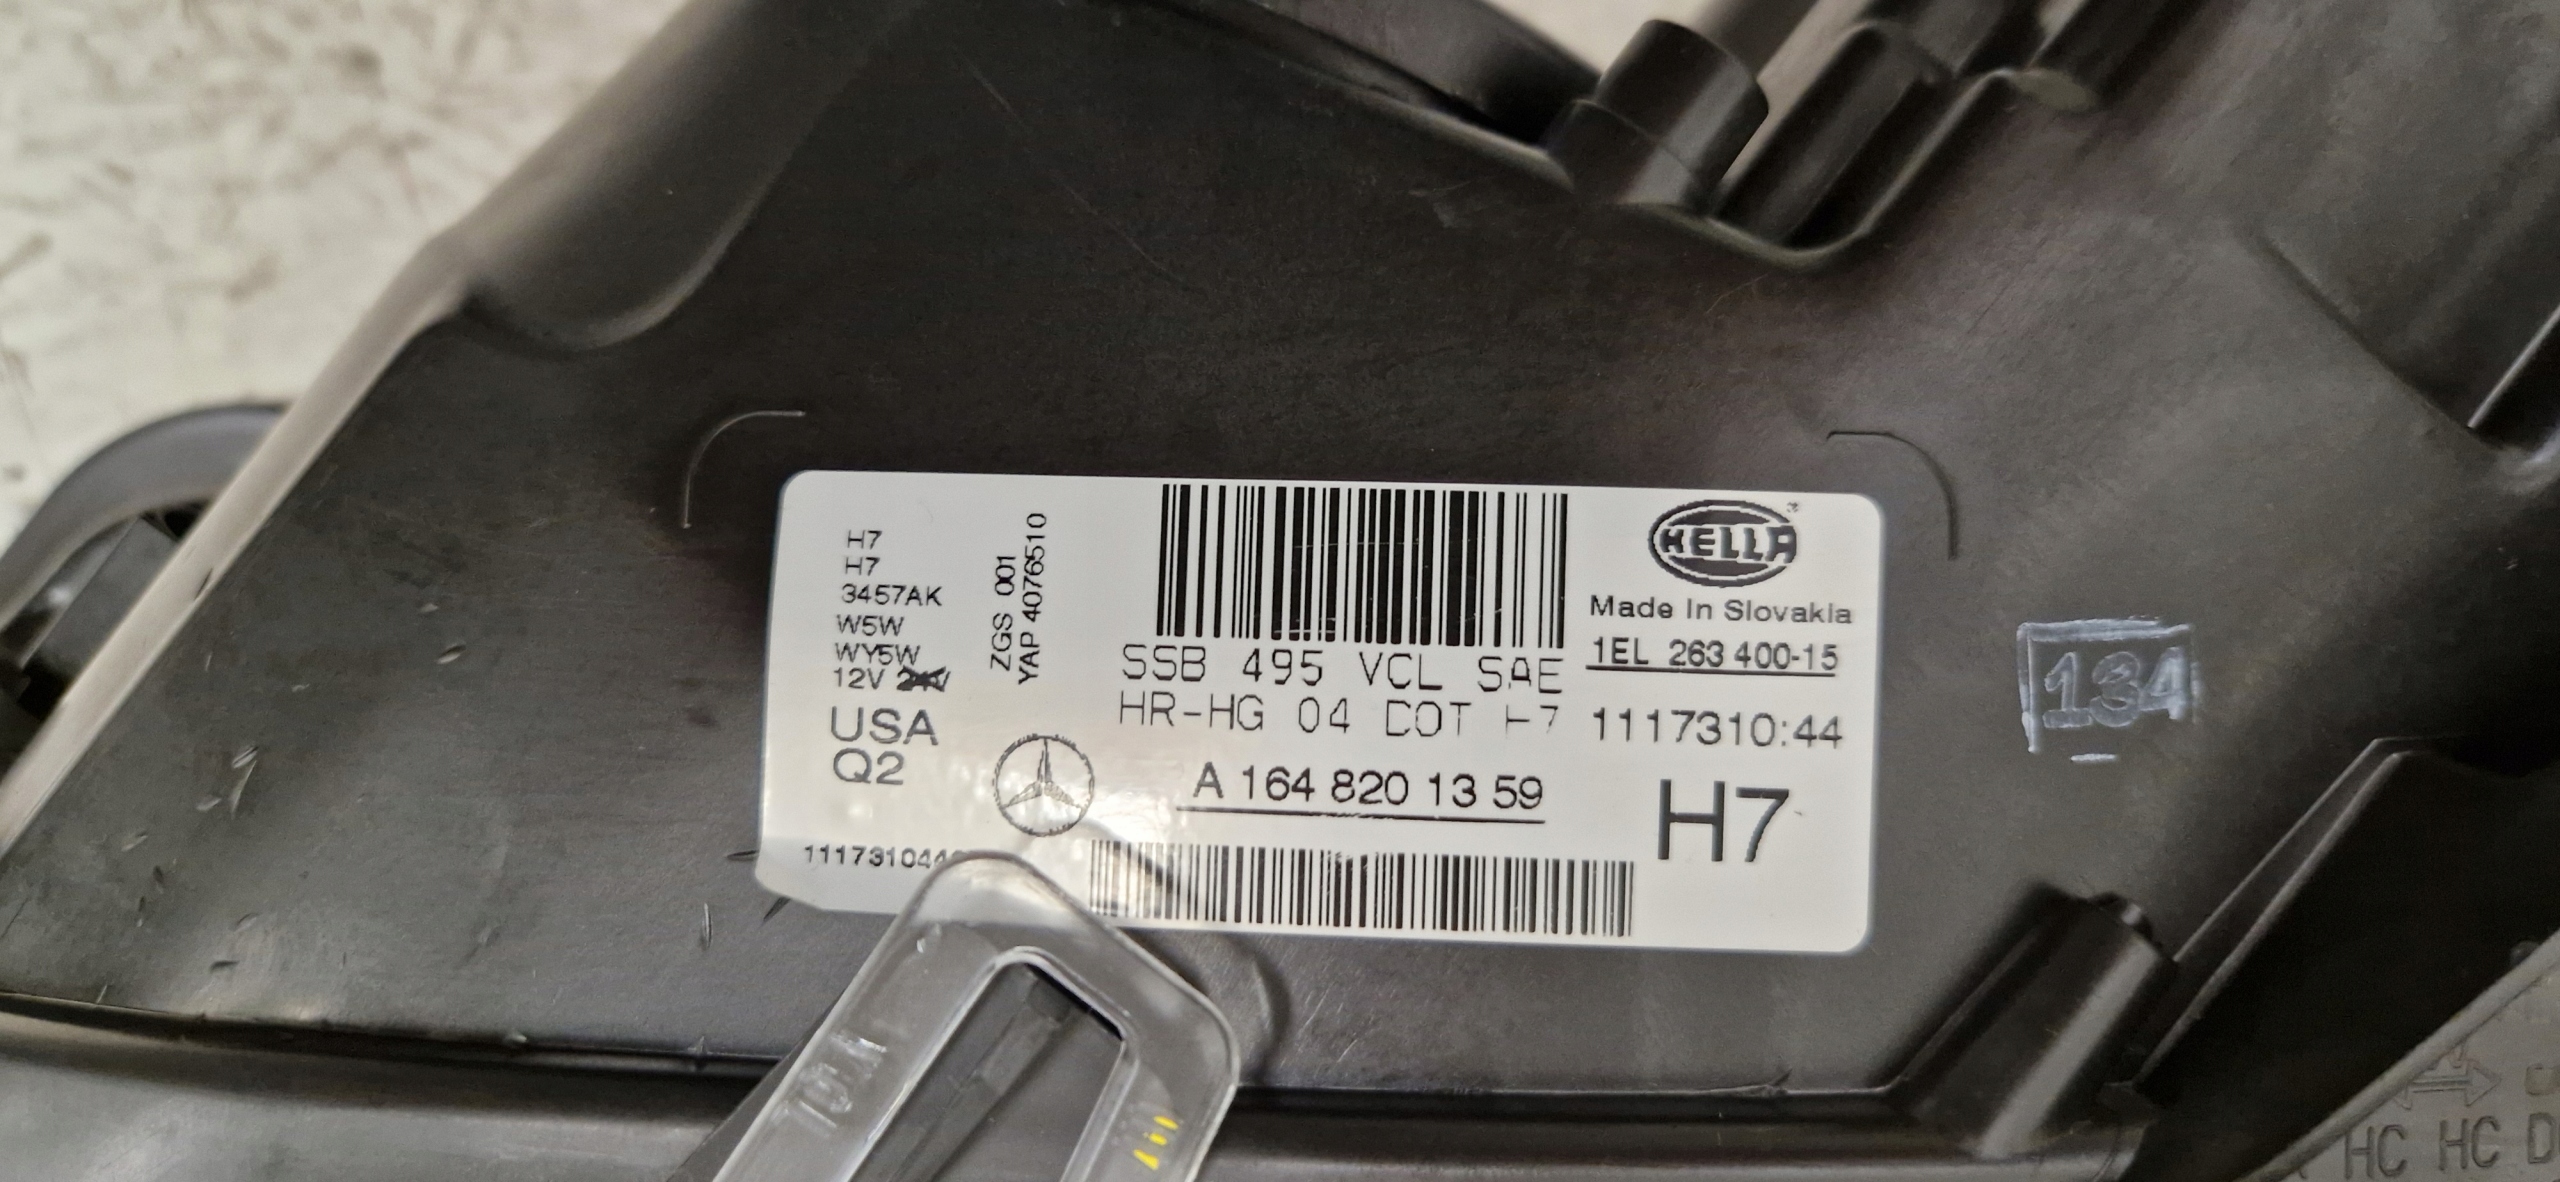 H7
H7
3457AK
W5W
WY5W
12V 24V
USA
Q2
ZGS 001
YAP 4076510
SSB 495 VCL SAE
HR-HG 04 DOT H7
A 164 820 13 59
HELLA
Made In Slovakia
1EL 263 400-15
1117310:44
H7
111731044
134
HC HC